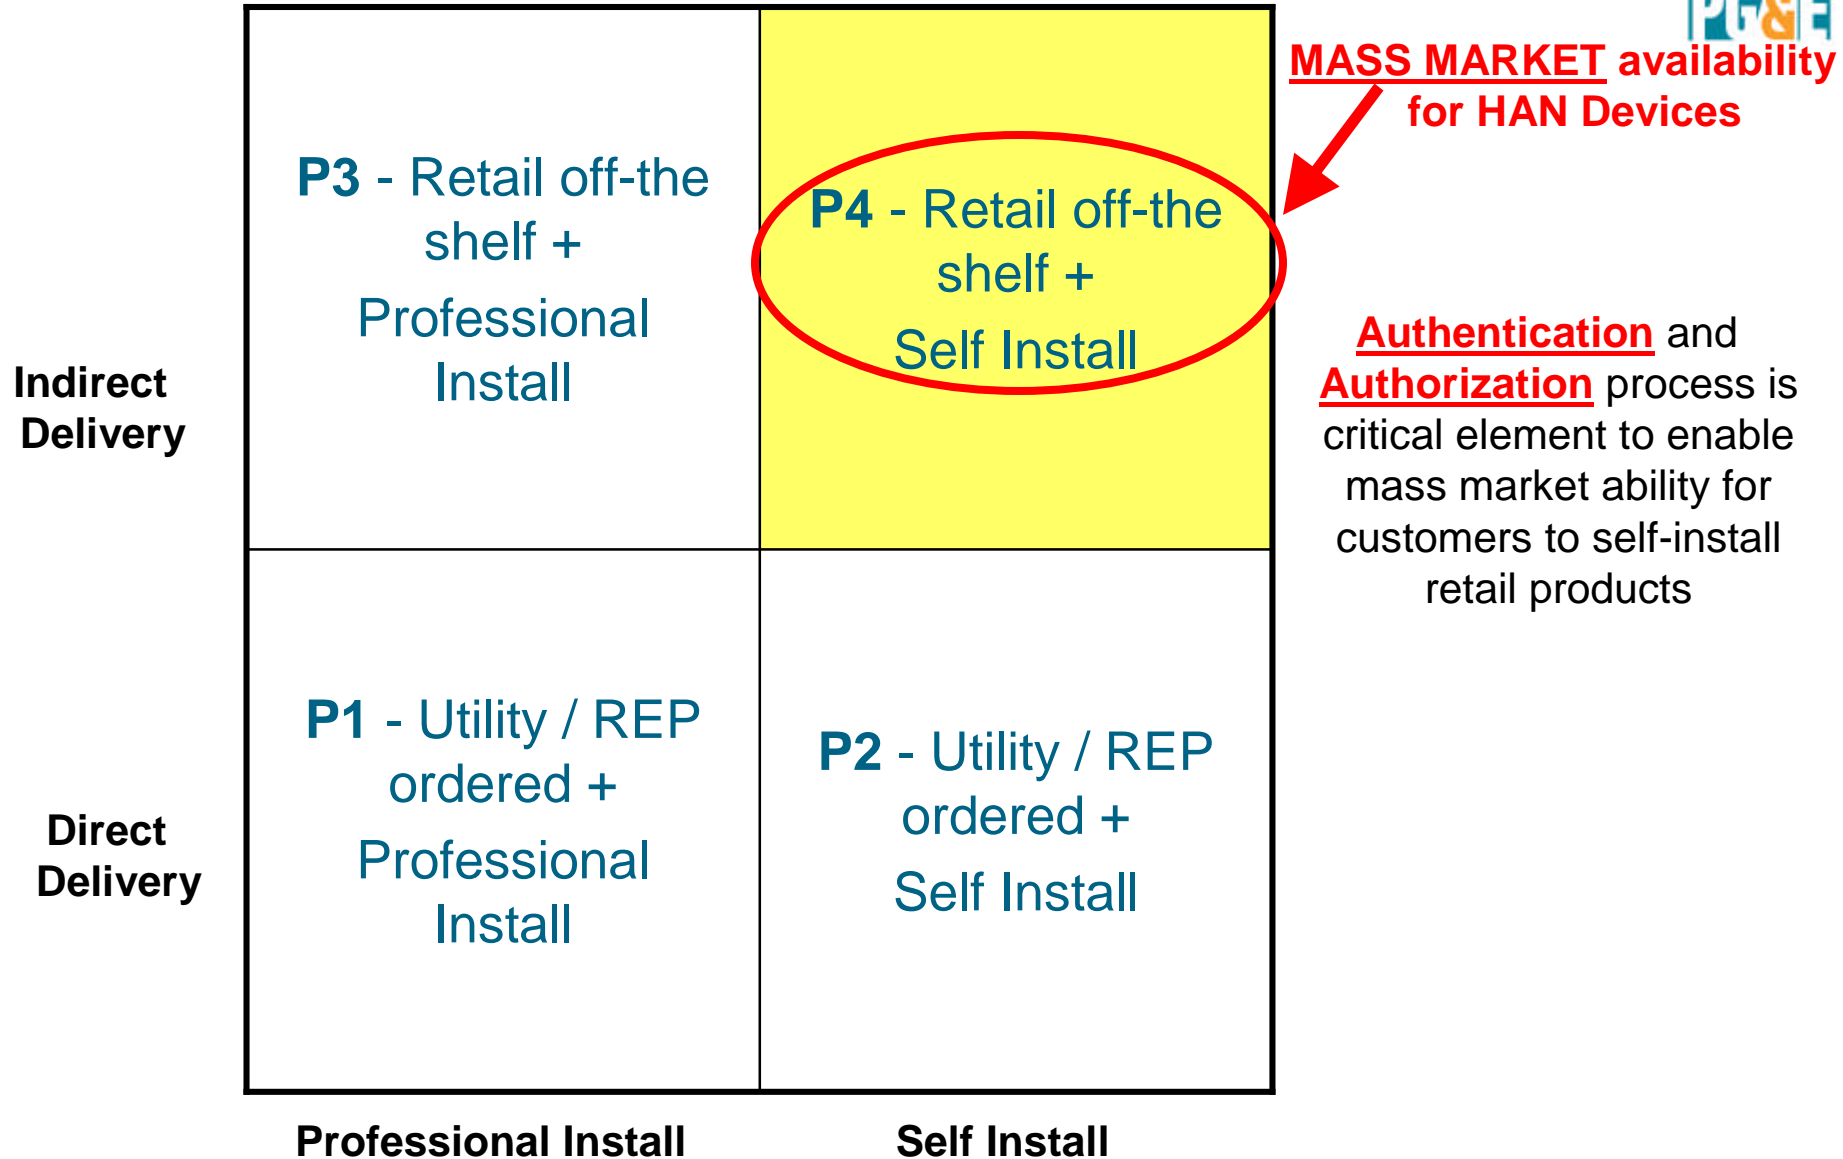 PG&E
MASS MARKET availability
for HAN Devices
P3 - Retail off-the
shelf +
Professional
Install
P4 - Retail off-the
shelf +
Self Install
Indirect
Delivery
Authentication and
Authorization process is
critical element to enable
mass market ability for
customers to self-install
retail products
P1 - Utility / REP
ordered +
Professional
Install
P2 - Utility / REP
ordered +
Self Install
Direct
Delivery
Professional Install
Self Install